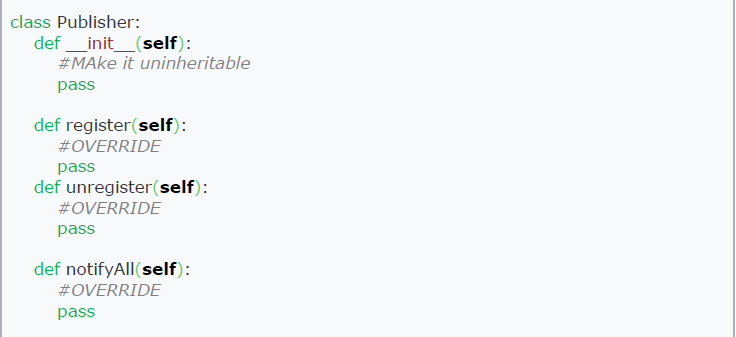 class Publisher:
def __init__(self):
#MAke it uninheritable
pass
def register(self):
#OVERRIDE
pass
def unregister(self):
#OVERRIDE
pass
def notifyAll(self):
#OVERRIDE
pass